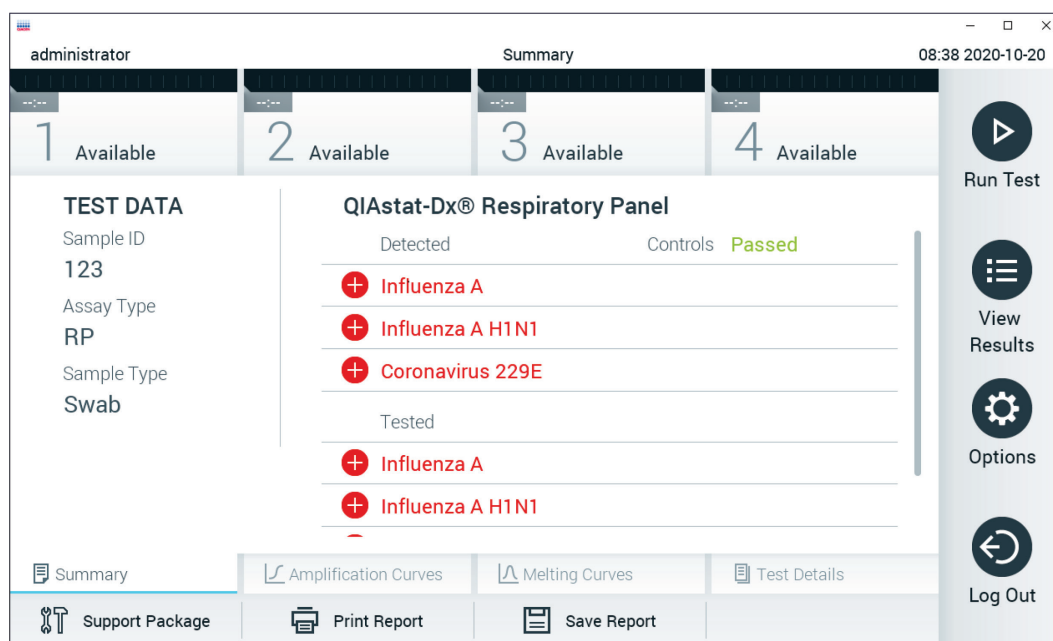 administrator Summary 08:38 2020-10-20
--:-- --:-- --:-- --:--
1 Available 2 Available 3 Available 4 Available
Run Test
TEST DATA
Sample ID
123
Assay Type
RP
Sample Type
Swab
QIAstat-Dx® Respiratory Panel
Detected Controls Passed
Influenza A
Influenza A H1N1
Coronavirus 229E
Tested
Influenza A
Influenza A H1N1
View
Results
Options
Log Out
Summary Amplification Curves Melting Curves Test Details
Support Package Print Report Save Report